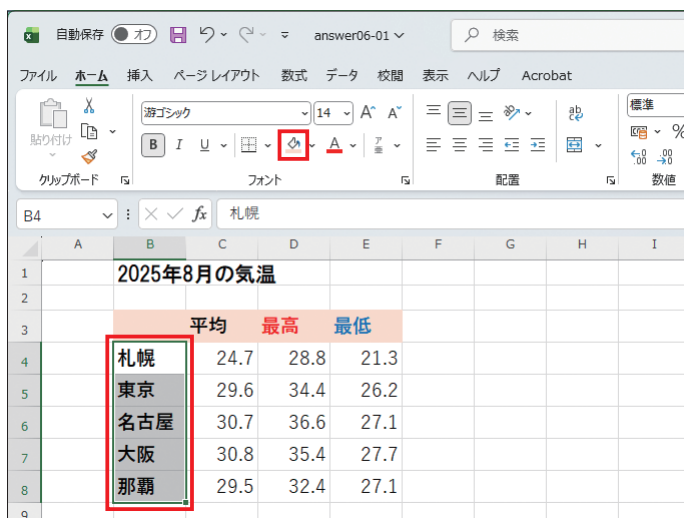 自動保存 オフ answer06-01 検索
ファイル ホーム 挿入 ページ レイアウト 数式 データ 校閲 表示 ヘルプ Acrobat
貼り付け 游ゴシック 14 A A ab 標準
B I U A ア亜 %
クリップボード フォント 配置 数値
B4 fx 札幌
A B C D E F G H I
1 2025年8月の気温
2
3 平均 最高 最低
4 札幌 24.7 28.8 21.3
5 東京 29.6 34.4 26.2
6 名古屋 30.7 36.6 27.1
7 大阪 30.8 35.4 27.7
8 那覇 29.5 32.4 27.1
9